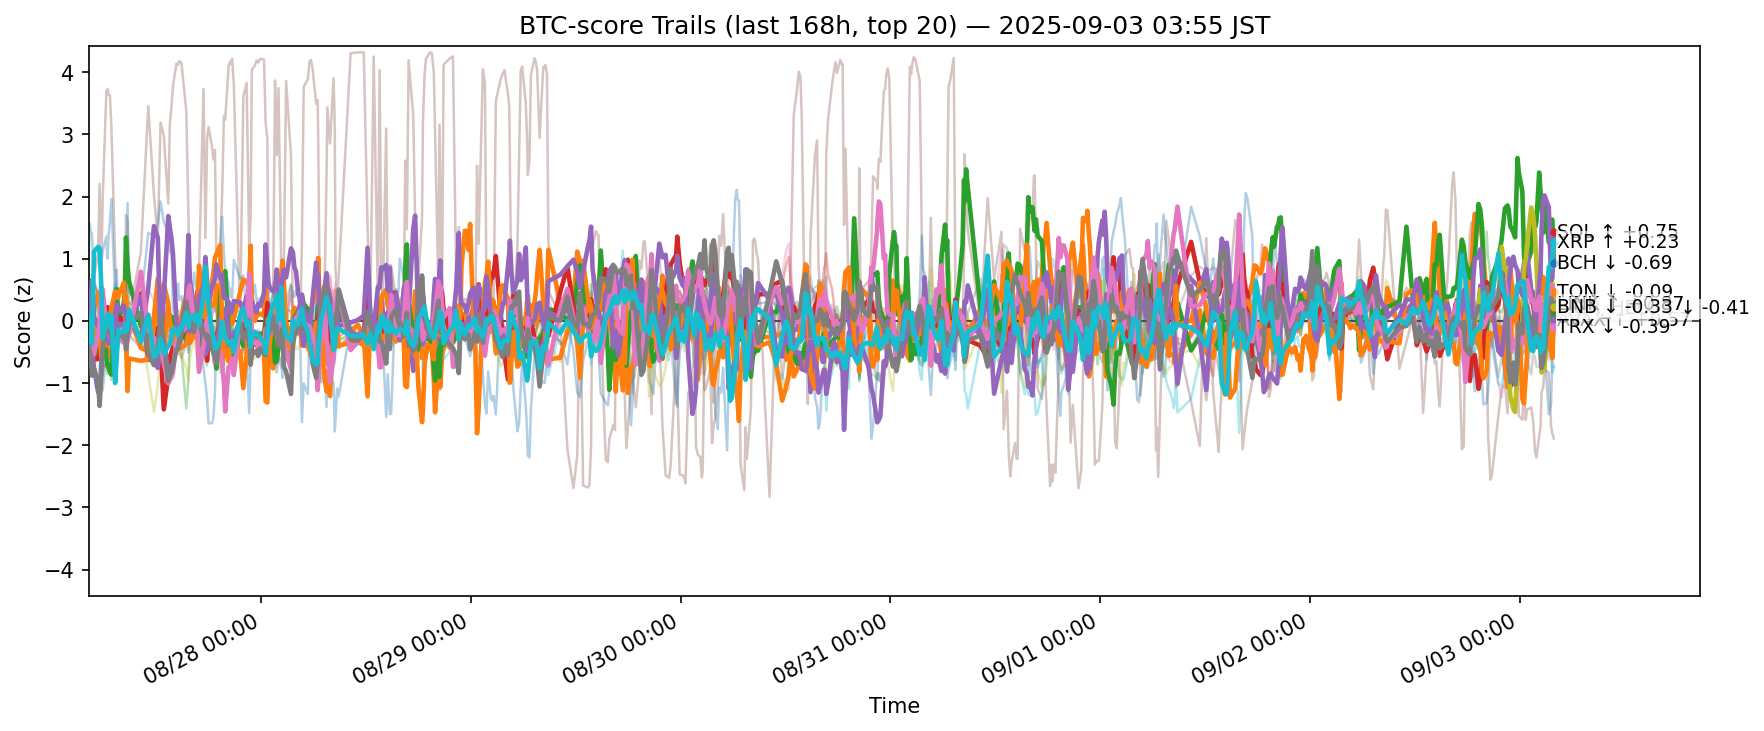 BTC-score Trails (last 168h, top 20) — 2025-09-03 03:55 JST
Score (z)
4
3
2
1
0
−1
−2
−3
−4
SOL ↑ +0.75
XRP ↑ +0.23
BCH ↓ -0.69
TON ↓ -0.09
BNB ↓ -0.33
↓ -0.41
TRX ↓ -0.39
08/28 00:00
08/29 00:00
08/30 00:00
08/31 00:00
09/01 00:00
09/02 00:00
09/03 00:00
Time